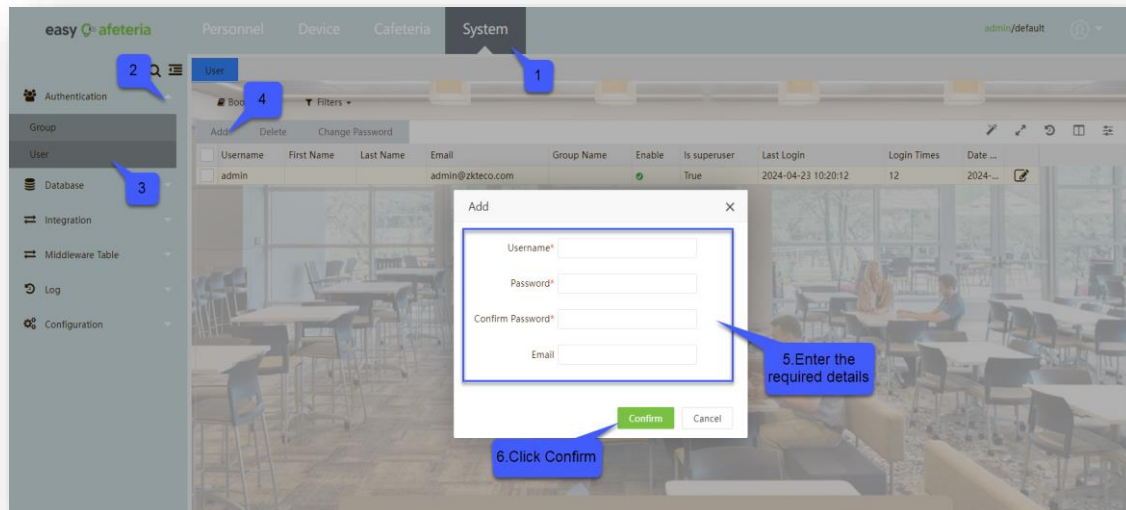 easy Cafeteria
Personnel Device Cafeteria System
admin/default
1
2
User
Authentication
4
Boo
Filters
Group
Add Delete Change Password
User
Username First Name Last Name Email Group Name Enable Is superuser Last Login Login Times Date ...
admin admin@zkteco.com True 2024-04-23 10:20:12 12 2024-...
3
Database
Integration
Middleware Table
Log
Configuration
Add
Username*
Password*
Confirm Password*
Email
5.Enter the
required details
Confirm Cancel
6.Click Confirm